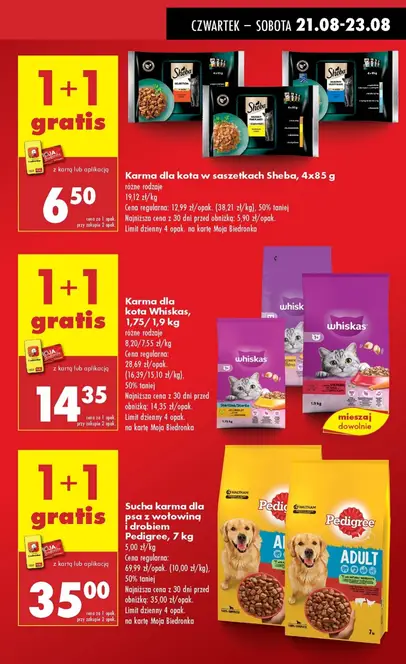 CZWARTEK – SOBOTA 21.08-23.08
1+1
gratis
z kartą lub aplikacją
6 50
cena za 1 opak.
przy zakupie 2 opak.
Sheba
Sheba
Sheba
Karma dla kota w saszetkach Sheba, 4x85 g
różne rodzaje
19,12 zł/kg
Cena regularna: 12,99 zł/opak. (38,21 zł/kg), 50% taniej
Najniższa cena z 30 dni przed obniżką: 5,90 zł/opak.
Limit dzienny 4 opak. na kartę Moja Biedronka
1+1
gratis
z kartą lub aplikacją
14 35
cena za 1 opak.
przy zakupie 2 opak.
Karma dla
kota Whiskas,
1,75/1,9 kg
różne rodzaje
8,20/7,55 zł/kg
Cena regularna:
28,69 zł/opak.
(16,39/15,10 zł/kg),
50% taniej
Najniższa cena z 30 dni przed
obniżką: 14,35 zł/opak.
Limit dzienny 4 opak.
na kartę Moja Biedronka
whiskas
whiskas
1+
mieszaj
dowolnie
1+1
gratis
z kartą lub aplikacją
35 00
cena za 1 opak.
przy zakupie 2 opak.
Sucha karma dla
psa z wołowiną
i drobiem
Pedigree, 7 kg
5,00 zł/kg
Cena regularna:
69,99 zł/opak. (10,00 zł/kg),
50% taniej
Najniższa cena z 30 dni przed
obniżką: 35,00 zł/opak.
Limit dzienny 4 opak.
na kartę Moja Biedronka
Pedigree
Pedigree
ADULT